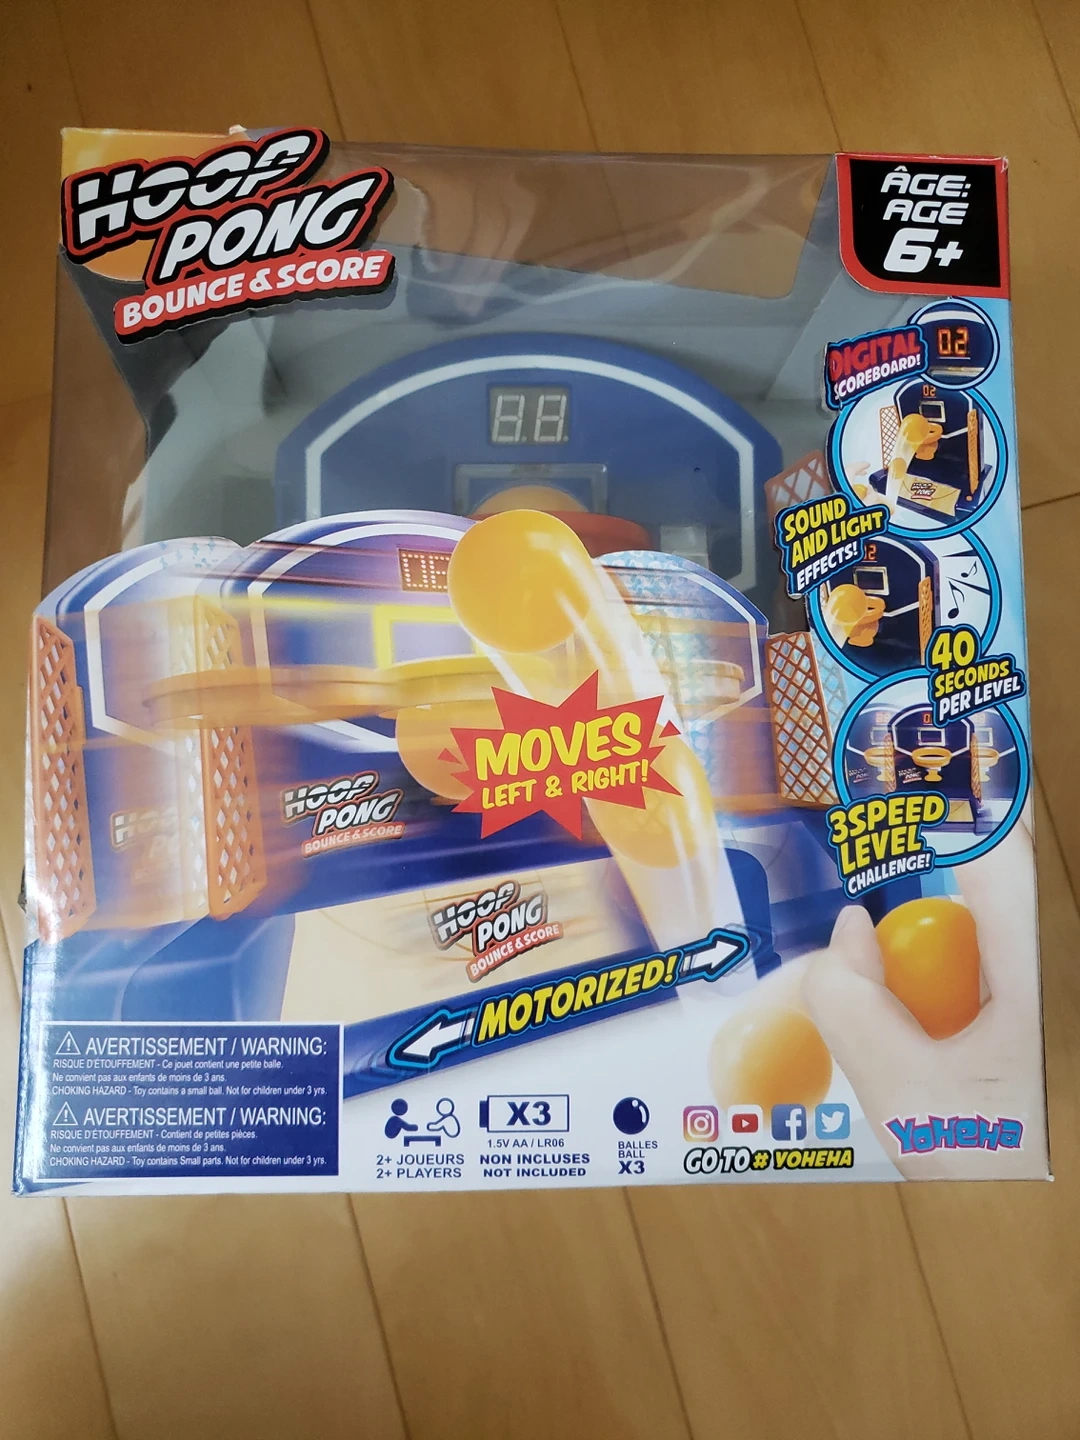 HOOP
PONG
BOUNCE & SCORE
ÂGE:
AGE
6+
DIGITAL
SCOREBOARD!
02
02
SOUND
AND LIGHT
EFFECTS!
40
SECONDS
PER LEVEL
MOVES
LEFT & RIGHT!
HOOP
PONG
BOUNCE & SCORE
3 SPEED
LEVEL
CHALLENGE!
HOOP
PONG
BOUNCE & SCORE
MOTORIZED!
AVERTISSEMENT / WARNING:
RISQUE D'ÉTOUFFEMENT - Ce jouet contient une petite balle.
Ne convient pas aux enfants de moins de 3 ans.
CHOKING HAZARD - Toy contains a small ball. Not for children under 3 yrs.
AVERTISSEMENT / WARNING:
RISQUE D'ÉTOUFFEMENT - Contient de petites pièces.
Ne convient pas aux enfants de moins de 3 ans.
CHOKING HAZARD - Toy contains Small parts. Not for children under 3 yrs.
2+ JOUEURS
2+ PLAYERS
X3
1.5V AA / LR06
NON INCLUSES
NOT INCLUDED
BALLES
BALL
X3
GO TO # YOHEHA
YOHEHA